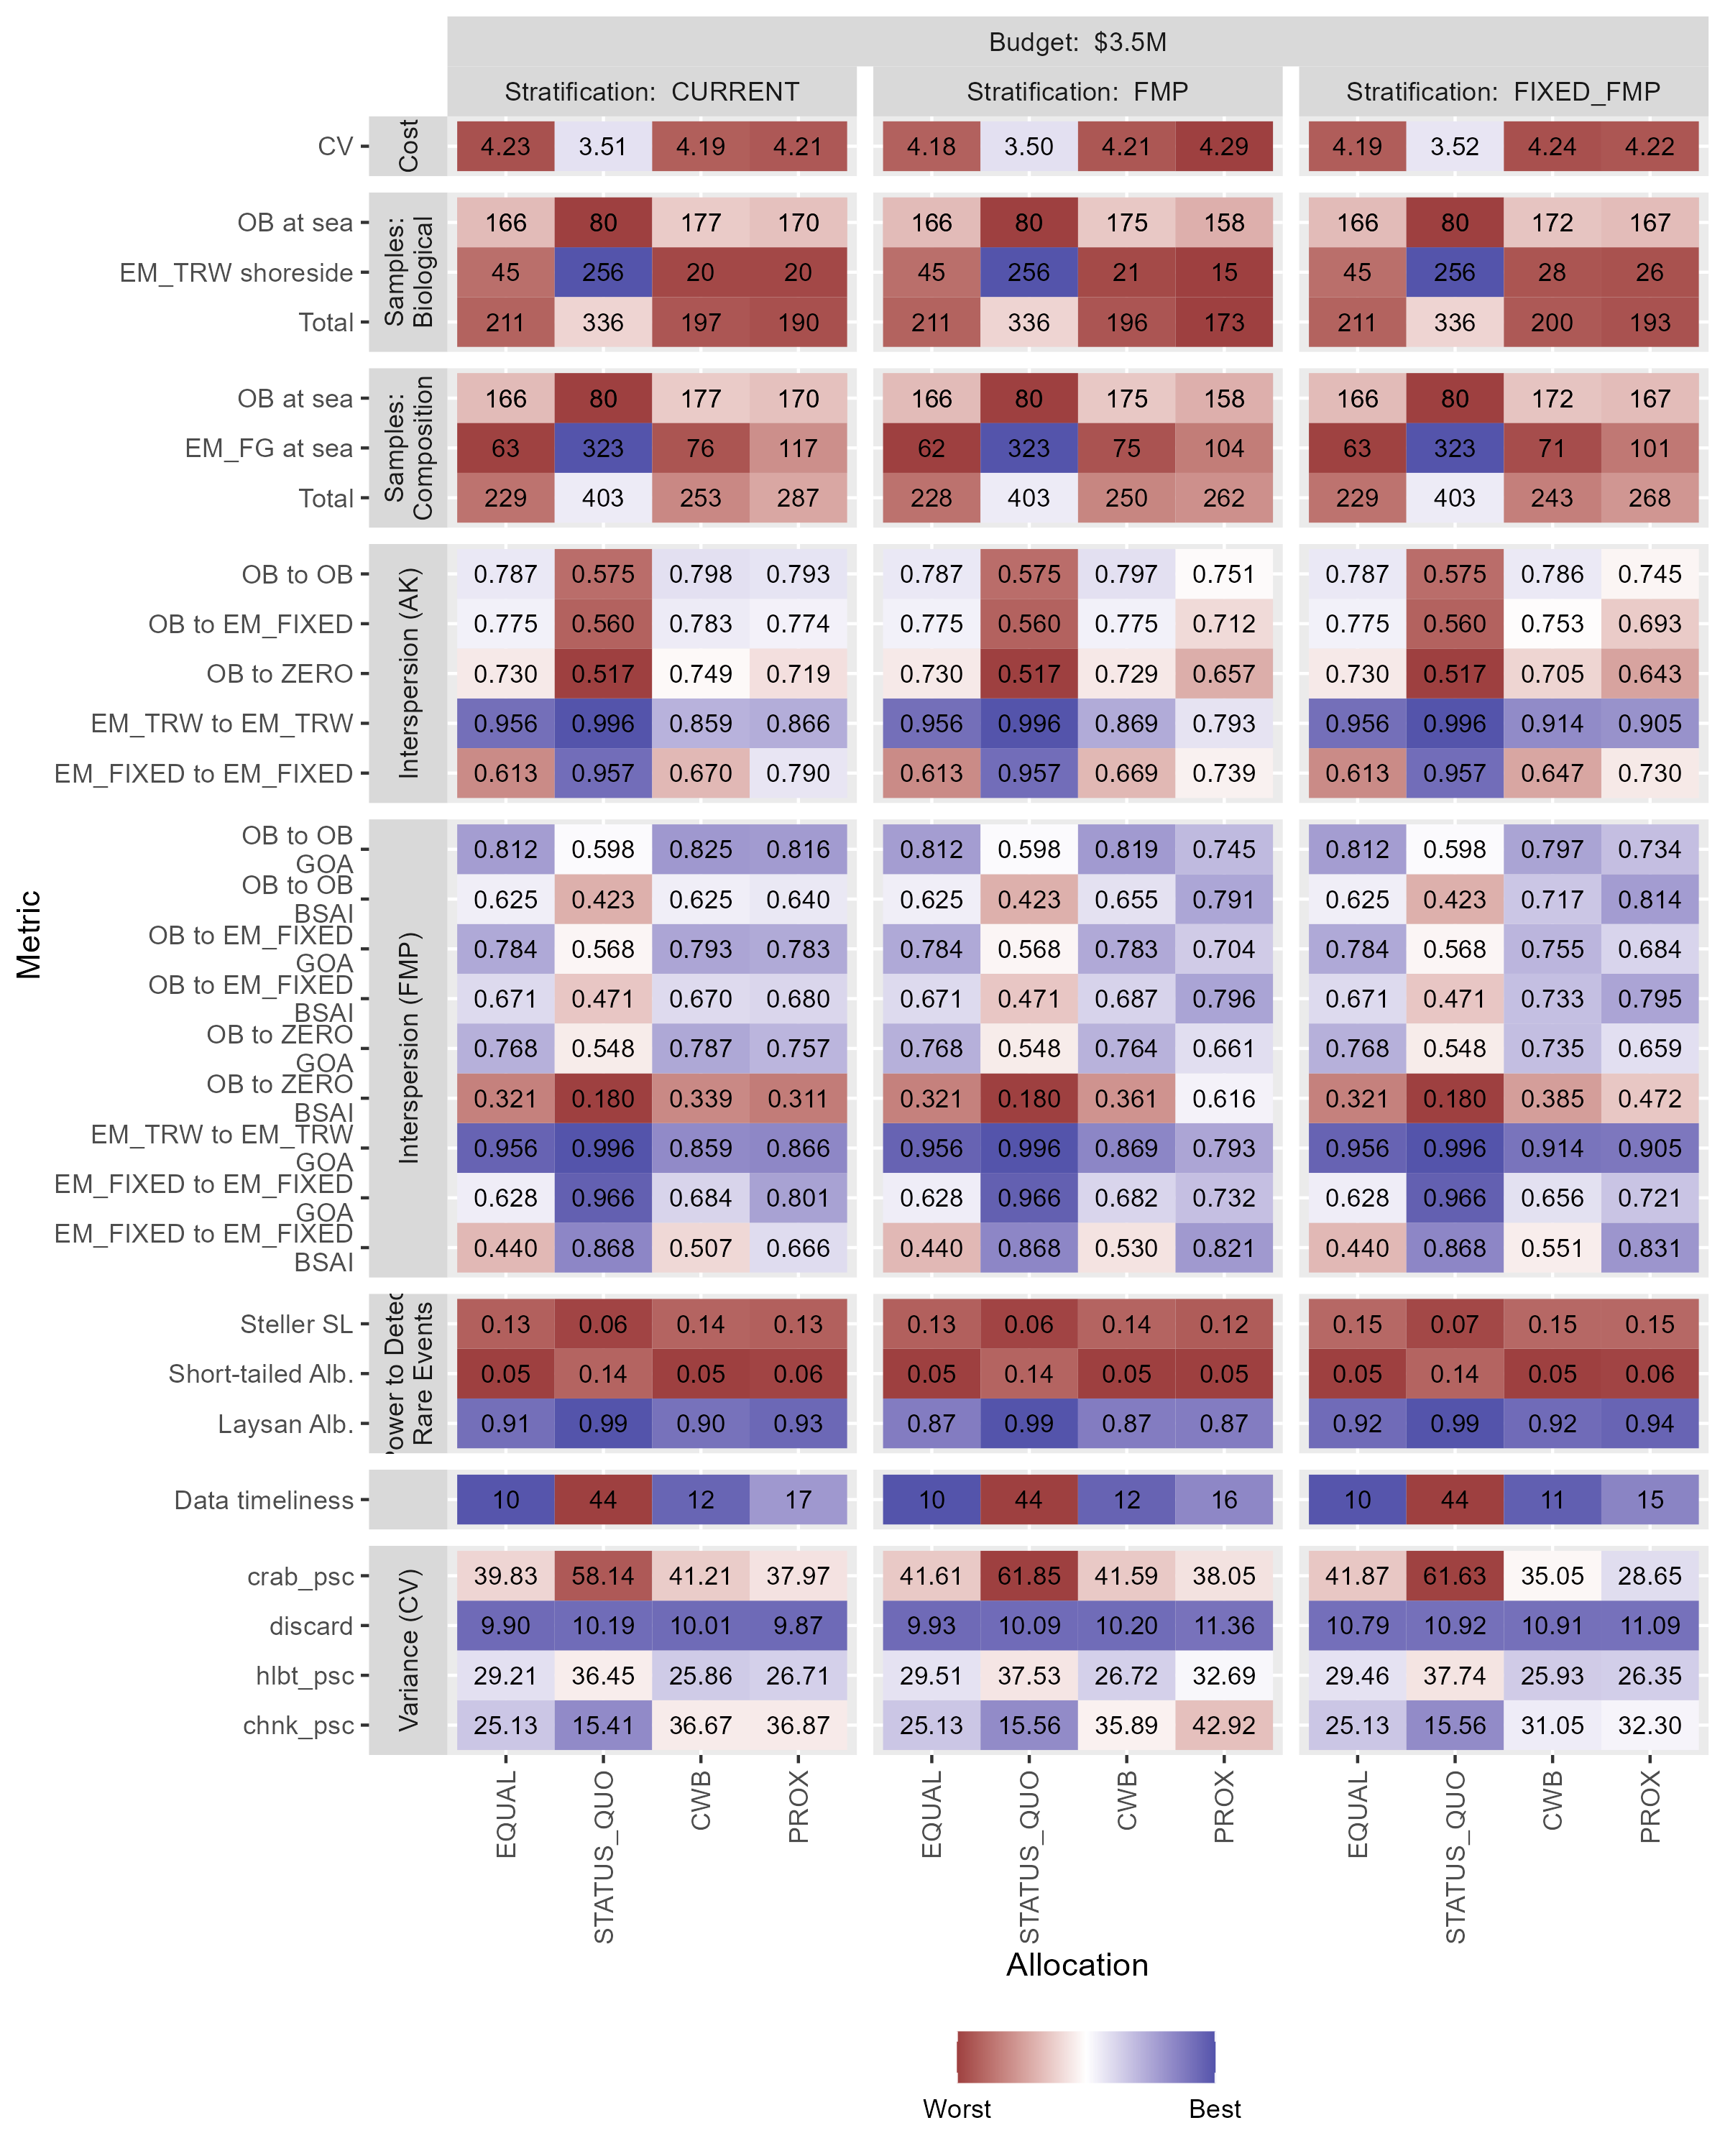 Budget:  $3.5M
Stratification:  CURRENT
Stratification:  FMP
Stratification:  FIXED_FMP
Metric
Cost
CV 4.23 3.51 4.19 4.21 4.18 3.50 4.21 4.29 4.19 3.52 4.24 4.22
Samples:
Biological
OB at sea 166 80 177 170 166 80 175 158 166 80 172 167
EM_TRW shoreside 45 256 20 20 45 256 21 15 45 256 28 26
Total 211 336 197 190 211 336 196 173 211 336 200 193
Samples:
Composition
OB at sea 166 80 177 170 166 80 175 158 166 80 172 167
EM_FG at sea 63 323 76 117 62 323 75 104 63 323 71 101
Total 229 403 253 287 228 403 250 262 229 403 243 268
Interspersion (AK)
OB to OB 0.787 0.575 0.798 0.793 0.787 0.575 0.797 0.751 0.787 0.575 0.786 0.745
OB to EM_FIXED 0.775 0.560 0.783 0.774 0.775 0.560 0.775 0.712 0.775 0.560 0.753 0.693
OB to ZERO 0.730 0.517 0.749 0.719 0.730 0.517 0.729 0.657 0.730 0.517 0.705 0.643
EM_TRW to EM_TRW 0.956 0.996 0.859 0.866 0.956 0.996 0.869 0.793 0.956 0.996 0.914 0.905
EM_FIXED to EM_FIXED 0.613 0.957 0.670 0.790 0.613 0.957 0.669 0.739 0.613 0.957 0.647 0.730
Interspersion (FMP)
OB to OB
GOA 0.812 0.598 0.825 0.816 0.812 0.598 0.819 0.745 0.812 0.598 0.797 0.734
OB to OB
BSAI 0.625 0.423 0.625 0.640 0.625 0.423 0.655 0.791 0.625 0.423 0.717 0.814
OB to EM_FIXED
GOA 0.784 0.568 0.793 0.783 0.784 0.568 0.783 0.704 0.784 0.568 0.755 0.684
OB to EM_FIXED
BSAI 0.671 0.471 0.670 0.680 0.671 0.471 0.687 0.796 0.671 0.471 0.733 0.795
OB to ZERO
GOA 0.768 0.548 0.787 0.757 0.768 0.548 0.764 0.661 0.768 0.548 0.735 0.659
OB to ZERO
BSAI 0.321 0.180 0.339 0.311 0.321 0.180 0.361 0.616 0.321 0.180 0.385 0.472
EM_TRW to EM_TRW
GOA 0.956 0.996 0.859 0.866 0.956 0.996 0.869 0.793 0.956 0.996 0.914 0.905
EM_FIXED to EM_FIXED
GOA 0.628 0.966 0.684 0.801 0.628 0.966 0.682 0.732 0.628 0.966 0.656 0.721
EM_FIXED to EM_FIXED
BSAI 0.440 0.868 0.507 0.666 0.440 0.868 0.530 0.821 0.440 0.868 0.551 0.831
Power to Detec
Rare Events
Steller SL 0.13 0.06 0.14 0.13 0.13 0.06 0.14 0.12 0.15 0.07 0.15 0.15
Short-tailed Alb. 0.05 0.14 0.05 0.06 0.05 0.14 0.05 0.05 0.05 0.14 0.05 0.06
Laysan Alb. 0.91 0.99 0.90 0.93 0.87 0.99 0.87 0.87 0.92 0.99 0.92 0.94
Data timeliness 10 44 12 17 10 44 12 16 10 44 11 15
Variance (CV)
crab_psc 39.83 58.14 41.21 37.97 41.61 61.85 41.59 38.05 41.87 61.63 35.05 28.65
discard 9.90 10.19 10.01 9.87 9.93 10.09 10.20 11.36 10.79 10.92 10.91 11.09
hlbt_psc 29.21 36.45 25.86 26.71 29.51 37.53 26.72 32.69 29.46 37.74 25.93 26.35
chnk_psc 25.13 15.41 36.67 36.87 25.13 15.56 35.89 42.92 25.13 15.56 31.05 32.30
EQUAL STATUS_QUO CWB PROX EQUAL STATUS_QUO CWB PROX EQUAL STATUS_QUO CWB PROX
Allocation
Worst Best